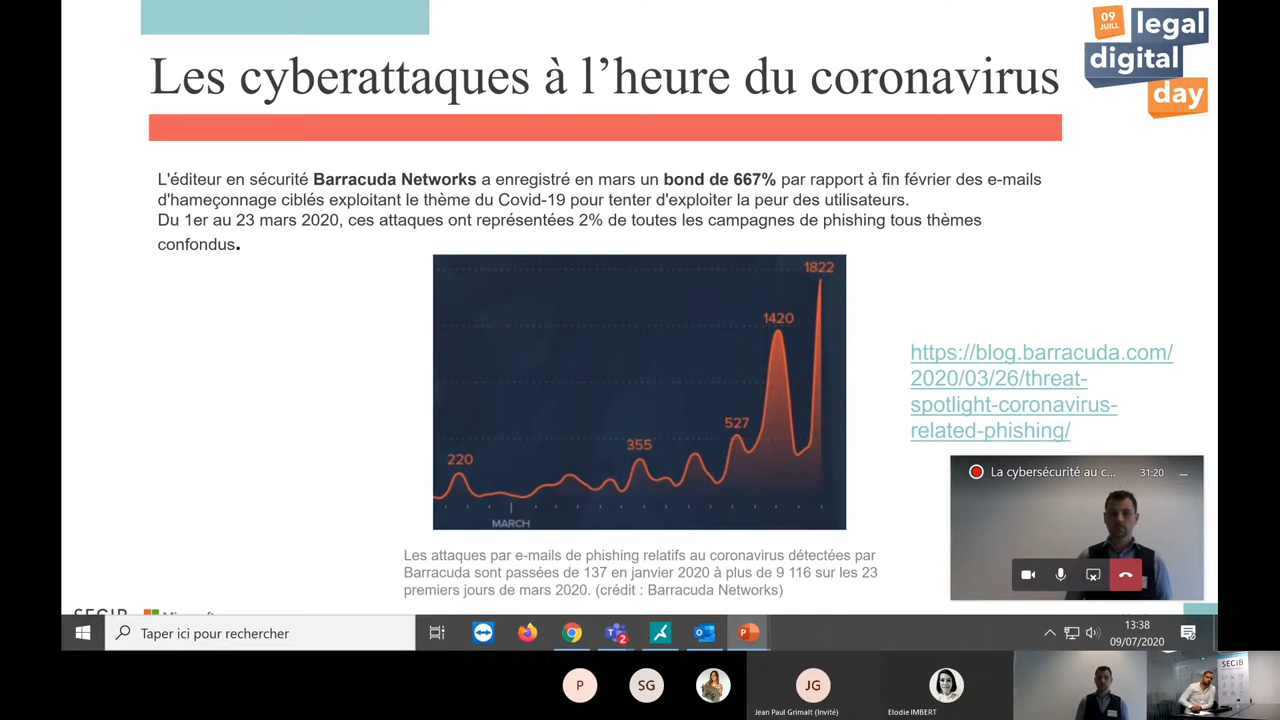 09
JUILL
legal
digital
day
Les cyberattaques à l’heure du coronavirus
L'éditeur en sécurité Barracuda Networks a enregistré en mars un bond de 667% par rapport à fin février des e-mails
d'hameçonnage ciblés exploitant le thème du Covid-19 pour tenter d'exploiter la peur des utilisateurs.
Du 1er au 23 mars 2020, ces attaques ont représentées 2% de toutes les campagnes de phishing tous thèmes
confondus.
1822
1420
527
355
220
MARCH
https://blog.barracuda.com/
2020/03/26/threat-
spotlight-coronavirus-
related-phishing/
La cybersécurité au c...
31:20
Les attaques par e-mails de phishing relatifs au coronavirus détectées par
Barracuda sont passées de 137 en janvier 2020 à plus de 9 116 sur les 23
premiers jours de mars 2020. (crédit : Barracuda Networks)
SECIB
Microsoft
Taper ici pour rechercher
2
13:38
09/07/2020
P
SG
JG
Jean Paul Grimalt (Invité)
Elodie IMBERT
SECIB